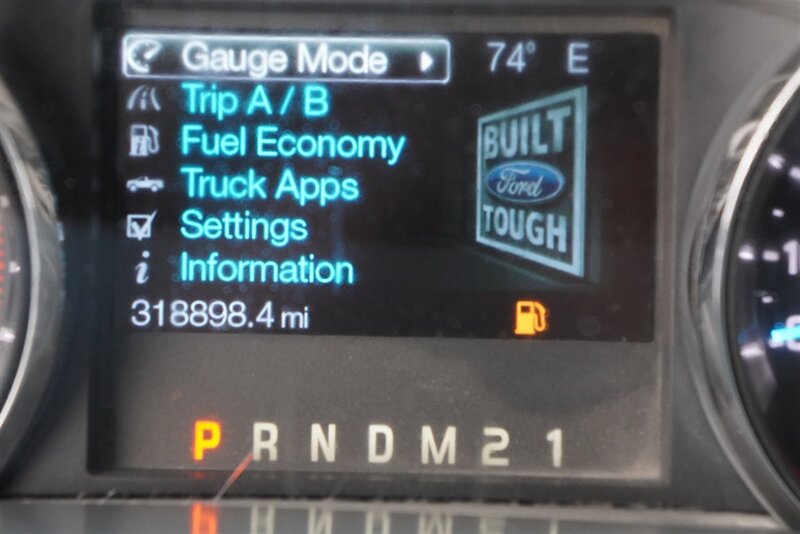 Gauge Mode 74° E
Trip A / B
Fuel Economy
Truck Apps
Settings
Information
BUILT
Ford
TOUGH
318898.4 mi
P R N D M 2 1